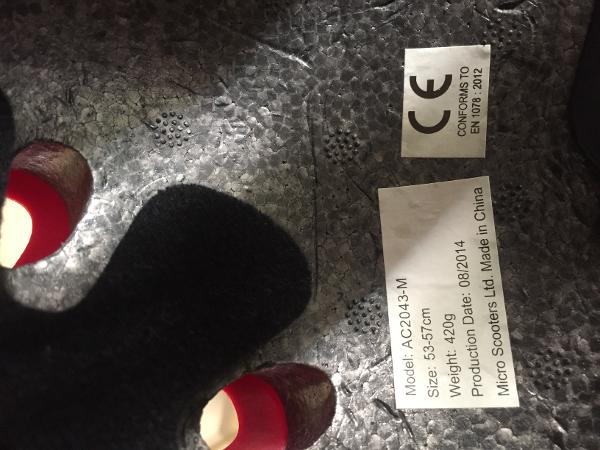 CE
CONFORMS TO
EN 1078 : 2012
Model: AC2043-M
Size: 53-57cm
Weight: 420g
Production Date: 08/2014
Micro Scooters Ltd. Made in China